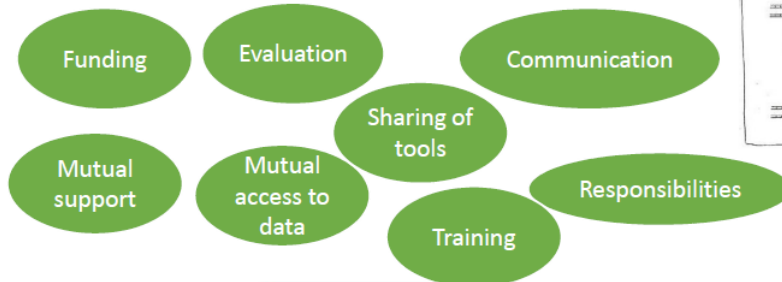 Funding
Evaluation
Communication
Sharing of
tools
Mutual
support
Mutual
access to
data
Responsibilities
Training